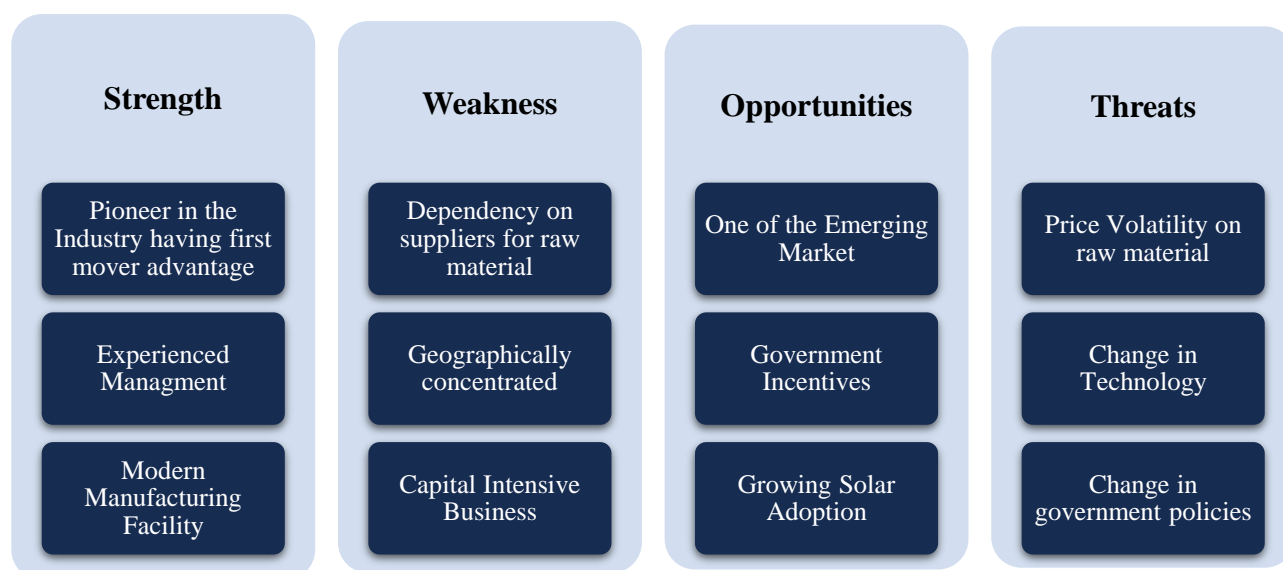 Strength
Pioneer in the
Industry having first
mover advantage
Experienced
Managment
Modern
Manufacturing
Facility
Weakness
Dependency on
suppliers for raw
material
Geographically
concentrated
Capital Intensive
Business
Opportunities
One of the Emerging
Market
Government
Incentives
Growing Solar
Adoption
Threats
Price Volatility on
raw material
Change in
Technology
Change in
government policies